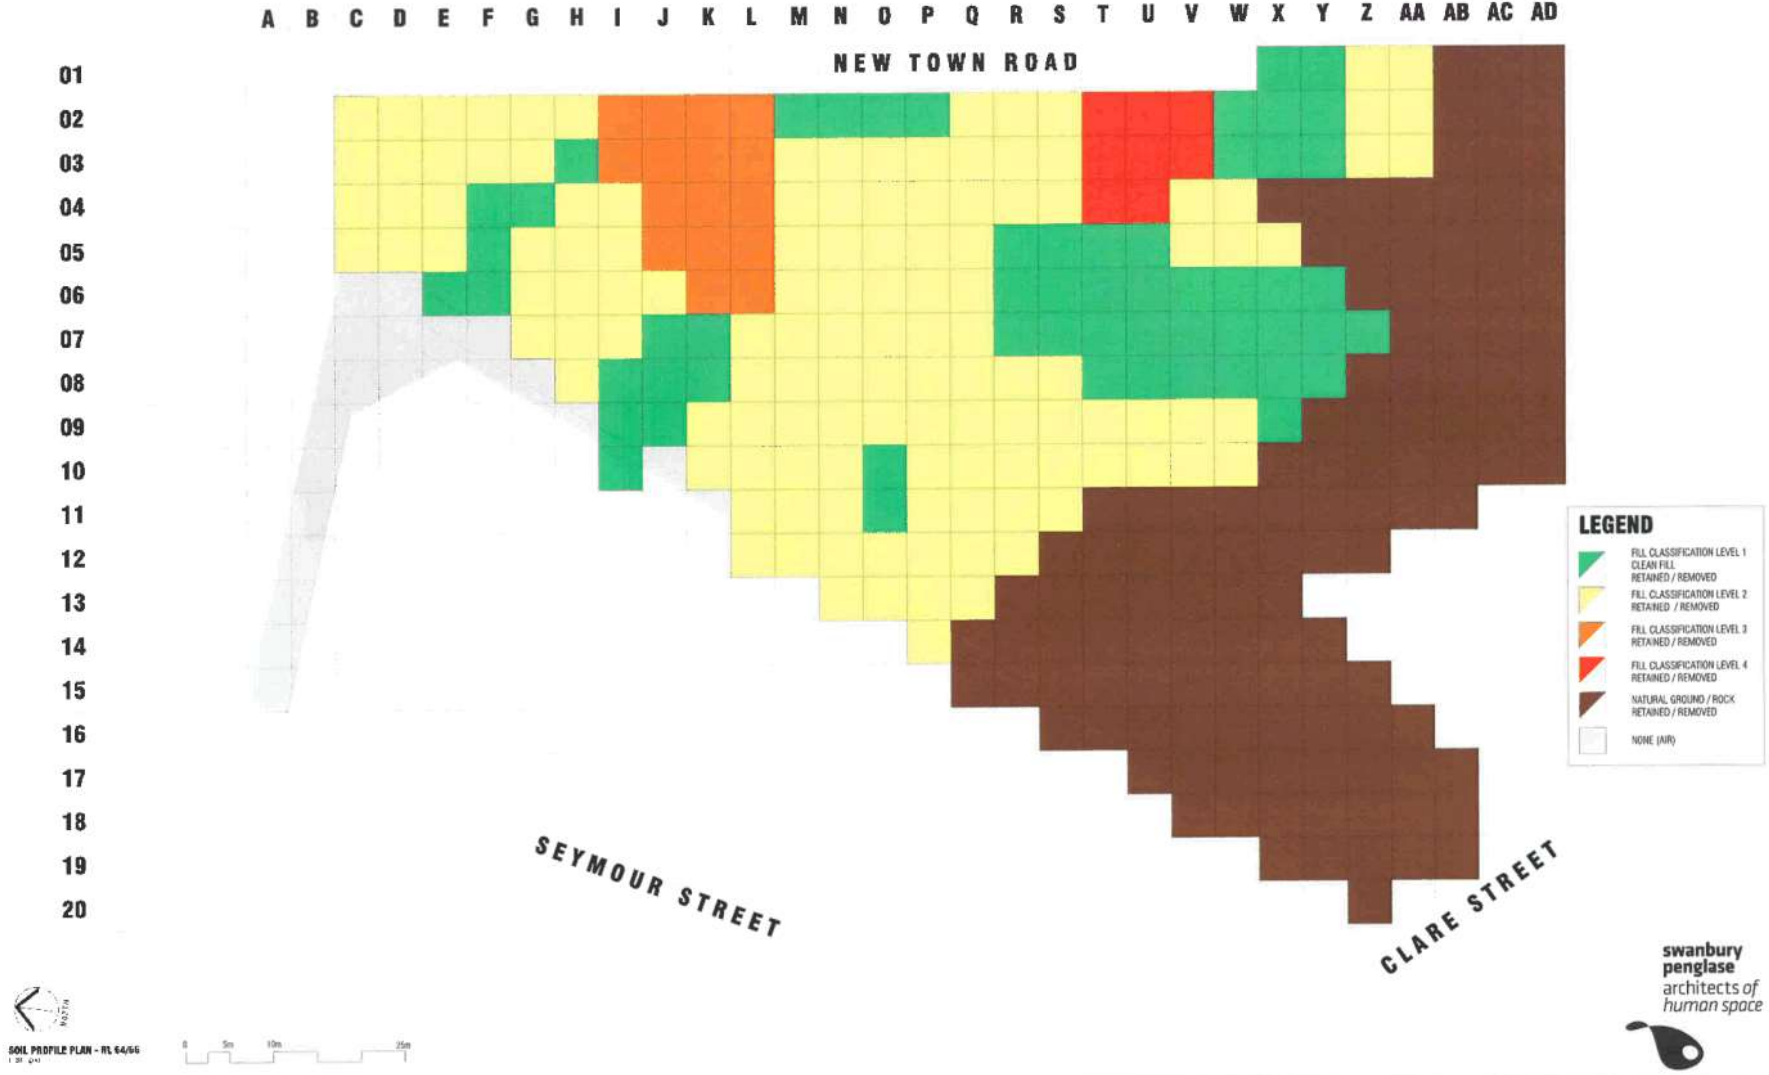 A B C D E F G H I J K L M N O P Q R S T U V W X Y Z AA AB AC AD
NEW TOWN ROAD
01
02
03
04
05
06
07
08
09
10
11
12
13
14
15
16
17
18
19
20
LEGEND
FILL CLASSIFICATION LEVEL 1
CLEAN FILL
RETAINED / REMOVED
FILL CLASSIFICATION LEVEL 2
RETAINED / REMOVED
FILL CLASSIFICATION LEVEL 3
RETAINED / REMOVED
FILL CLASSIFICATION LEVEL 4
RETAINED / REMOVED
NATURAL GROUND / ROCK
RETAINED / REMOVED
NONE (AIR)
SEYMOUR STREET
CLARE STREET
swanbury
penglase
architects of
human space
NORTH
SOIL PROFILE PLAN - RL 64/66
0 5m 10m 25m